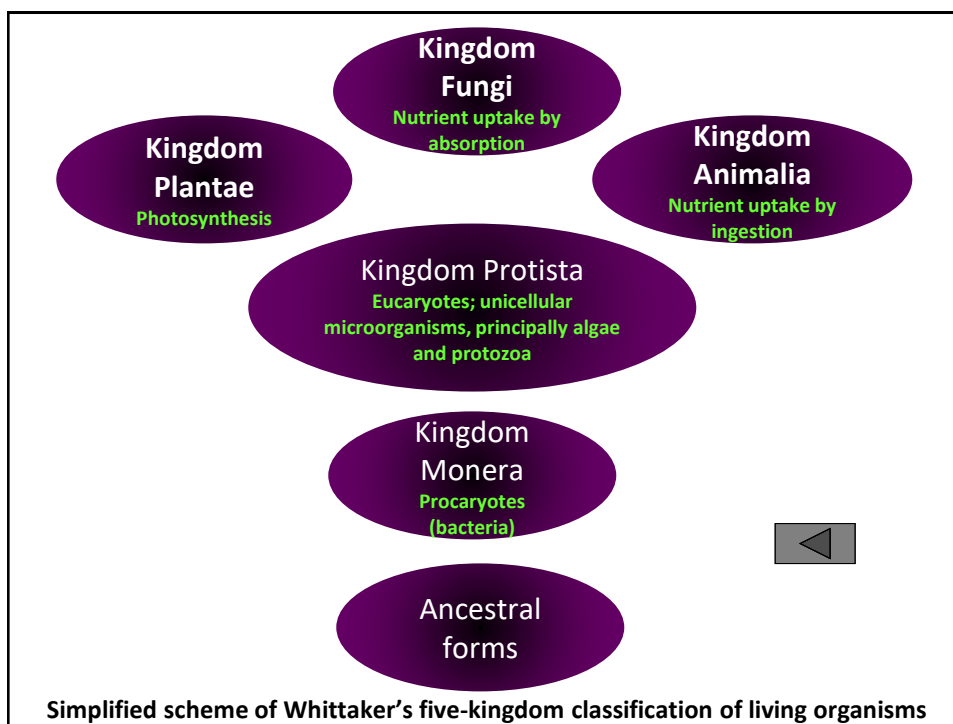 Kingdom
Fungi
Nutrient uptake by
absorption
Kingdom
Plantae
Photosynthesis
Kingdom
Animalia
Nutrient uptake by
ingestion
Kingdom Protista
Eucaryotes; unicellular
microorganisms, principally algae
and protozoa
Kingdom
Monera
Procaryotes
(bacteria)
Ancestral
forms
Simplified scheme of Whittaker’s five-kingdom classification of living organisms